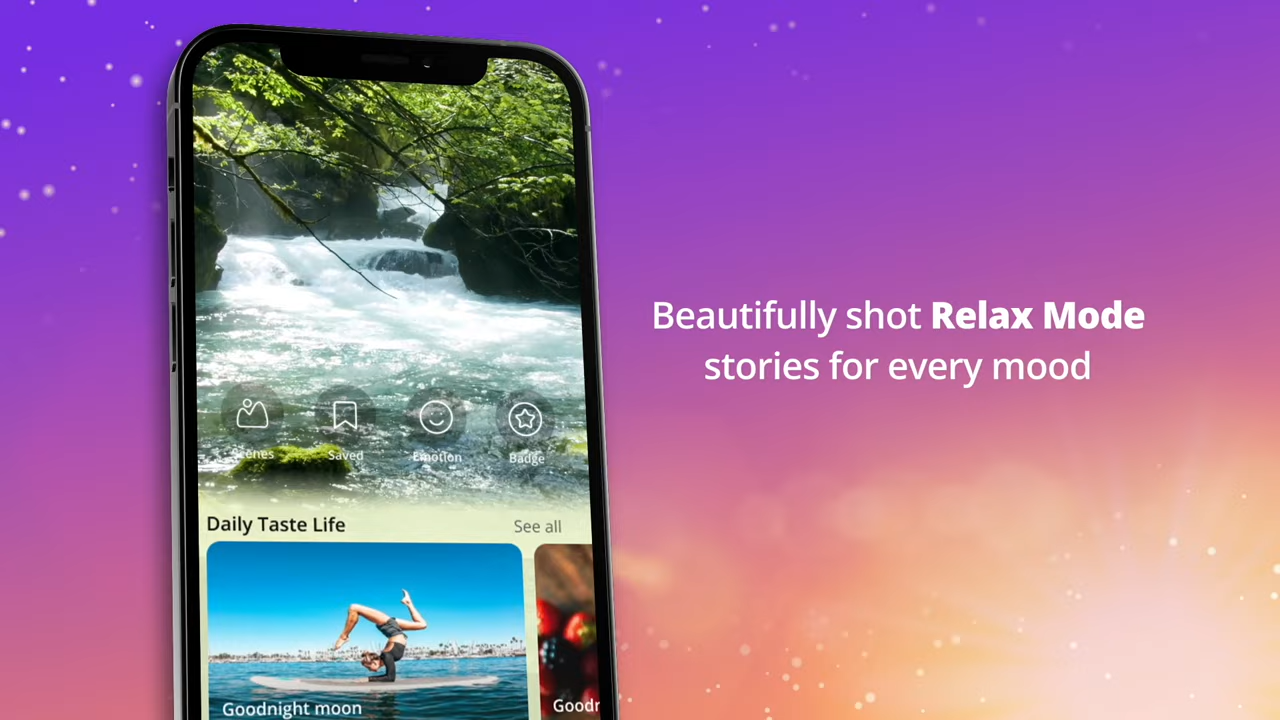 Beautifully shot Relax Mode
stories for every mood
Scenes
Saved
Emotion
Badge
Daily Taste Life
See all
Goodnight moon